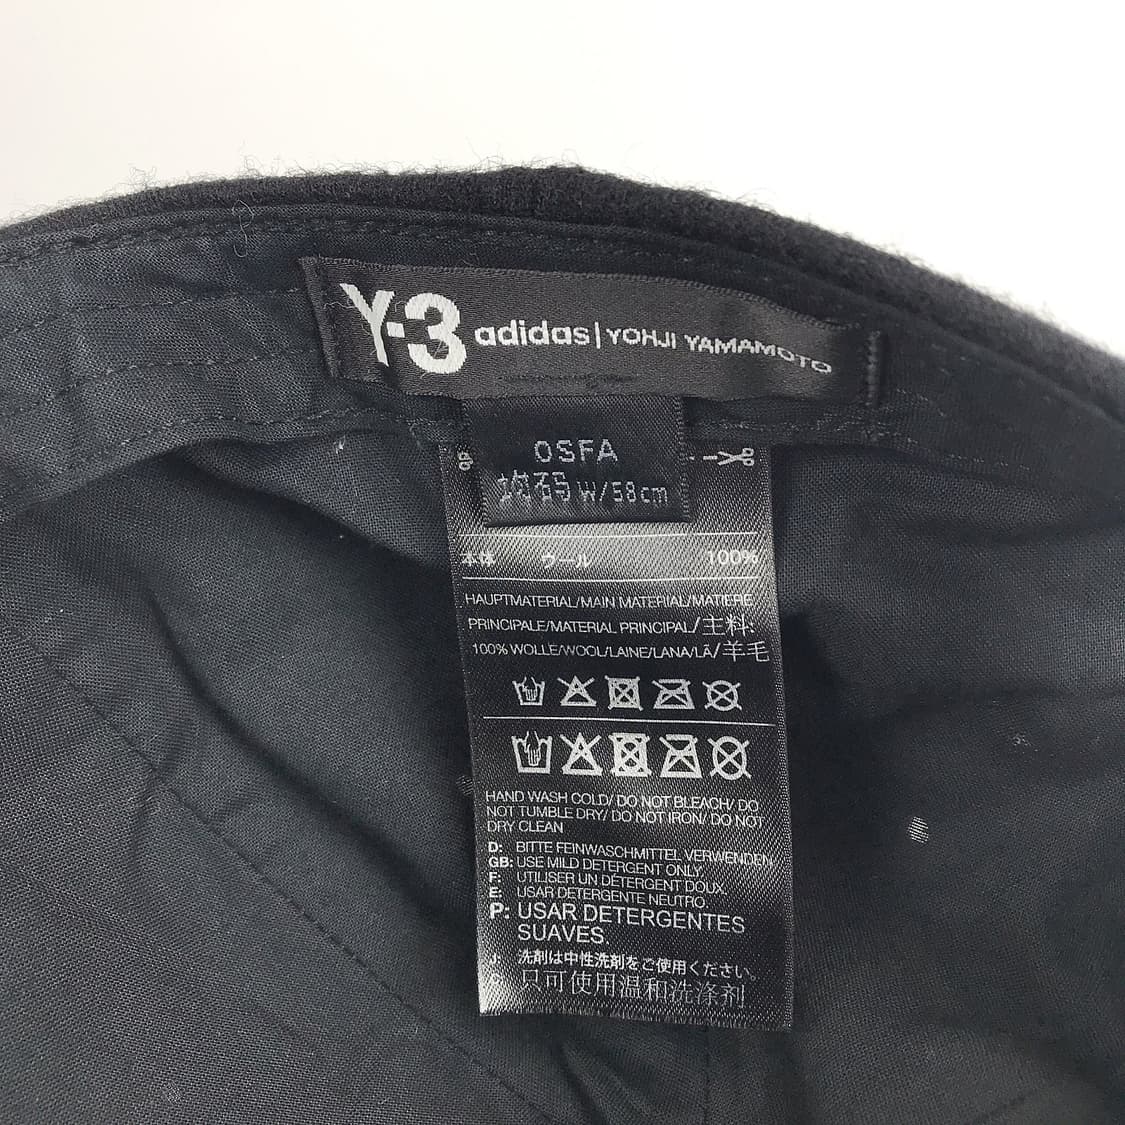 Y-3 adidas | YOHJI YAMAMOTO
OSFA
均码 W/58cm
本体 ウール 100%
HAUPTMATERIAL/MAIN MATERIAL/MATIÈRE
PRINCIPALE/MATERIAL PRINCIPAL/主料:
100% WOLLE/WOOL/LAINE/LANA/LÃ/羊毛
HAND WASH COLD/ DO NOT BLEACH/ DO
NOT TUMBLE DRY/ DO NOT IRON/ DO NOT
DRY CLEAN
D: BITTE FEINWASCHMITTEL VERWENDEN
GB: USE MILD DETERGENT ONLY.
F: UTILISER UN DÉTERGENT DOUX.
E: USAR DETERGENTE NEUTRO.
P: USAR DETERGENTES
SUAVES.
J: 洗剤は中性洗剤をご使用ください。
只可使用温和洗涤剂